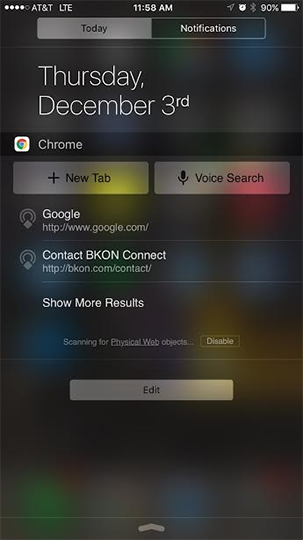 AT&T LTE 11:58 AM 90%
Today Notifications
Thursday,
December 3rd
Chrome
New Tab Voice Search
Google
http://www.google.com/
Contact BKON Connect
http://bkon.com/contact/
Show More Results
Scanning for Physical Web objects... Disable
Edit